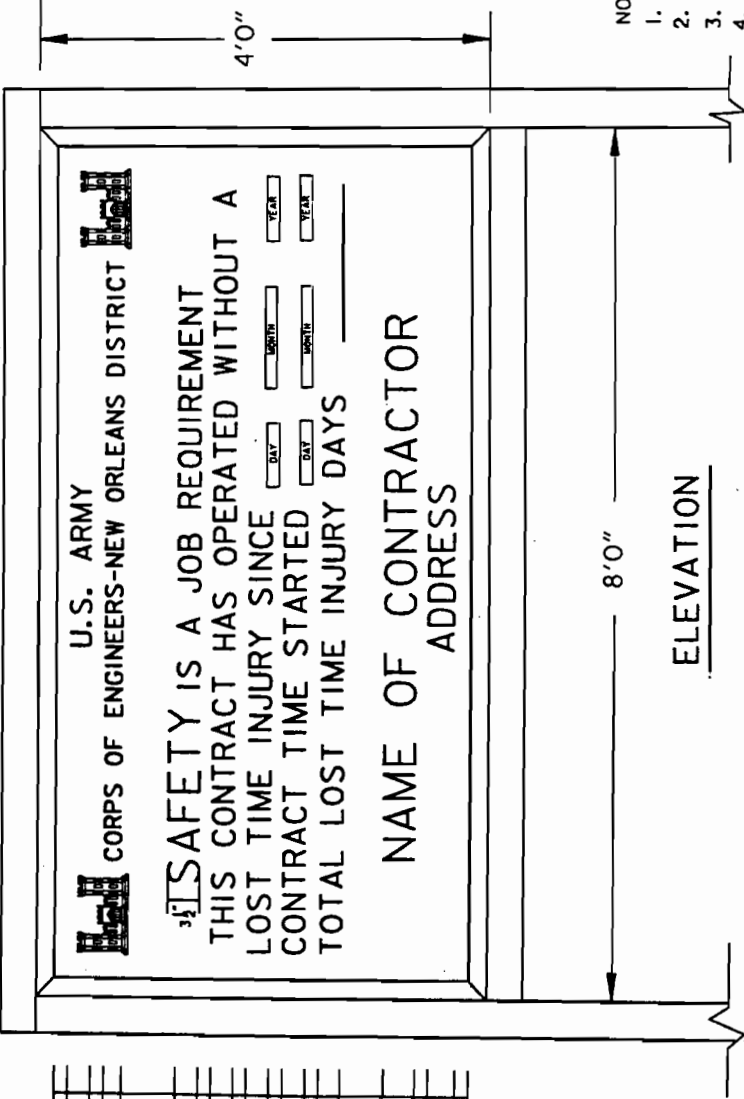 U.S. ARMY
CORPS OF ENGINEERS-NEW ORLEANS DISTRICT
3½" SAFETY IS A JOB REQUIREMENT
THIS CONTRACT HAS OPERATED WITHOUT A
LOST TIME INJURY SINCE DAY MONTH YEAR
CONTRACT TIME STARTED DAY MONTH YEAR
TOTAL LOST TIME INJURY DAYS
NAME OF CONTRACTOR
ADDRESS
4'0"
8'0"
ELEVATION
NO
1.
2.
3.
4.